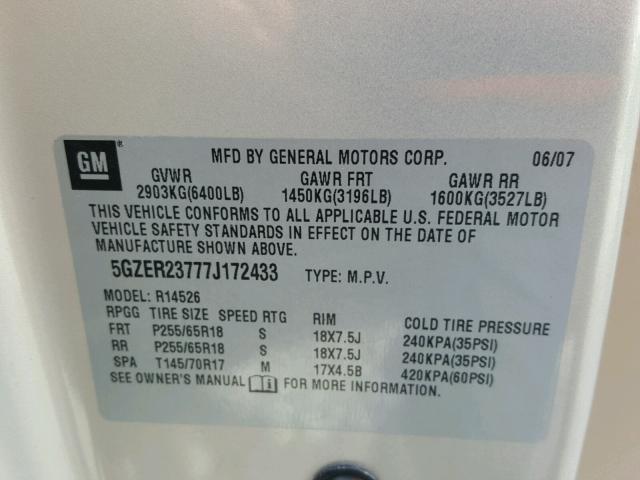 GM® MFD BY GENERAL MOTORS CORP. 06/07
GVWR GAWR FRT GAWR RR
2903KG(6400LB) 1450KG(3196LB) 1600KG(3527LB)
THIS VEHICLE CONFORMS TO ALL APPLICABLE U.S. FEDERAL MOTOR
VEHICLE SAFETY STANDARDS IN EFFECT ON THE DATE OF
MANUFACTURE SHOWN ABOVE.
5GZER23777J172433 TYPE: M.P.V.
MODEL: R14526
RPGG TIRE SIZE SPEED RTG RIM COLD TIRE PRESSURE
FRT P255/65R18 S 18X7.5J 240KPA(35PSI)
RR P255/65R18 S 18X7.5J 240KPA(35PSI)
SPA T145/70R17 M 17X4.5B 420KPA(60PSI)
SEE OWNER'S MANUAL i FOR MORE INFORMATION.